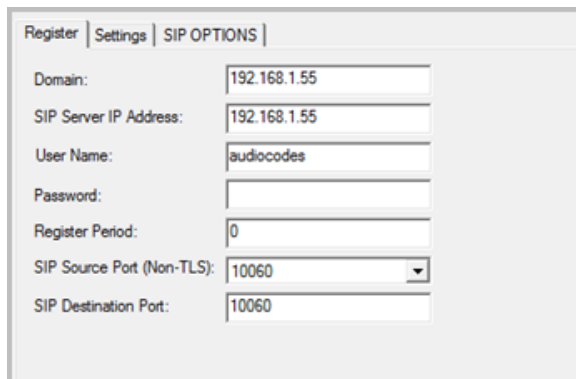 Register Settings SIP OPTIONS
Domain: 192.168.1.55
SIP Server IP Address: 192.168.1.55
User Name: audiocodes
Password:
Register Period: 0
SIP Source Port (Non-TLS): 10060
SIP Destination Port: 10060